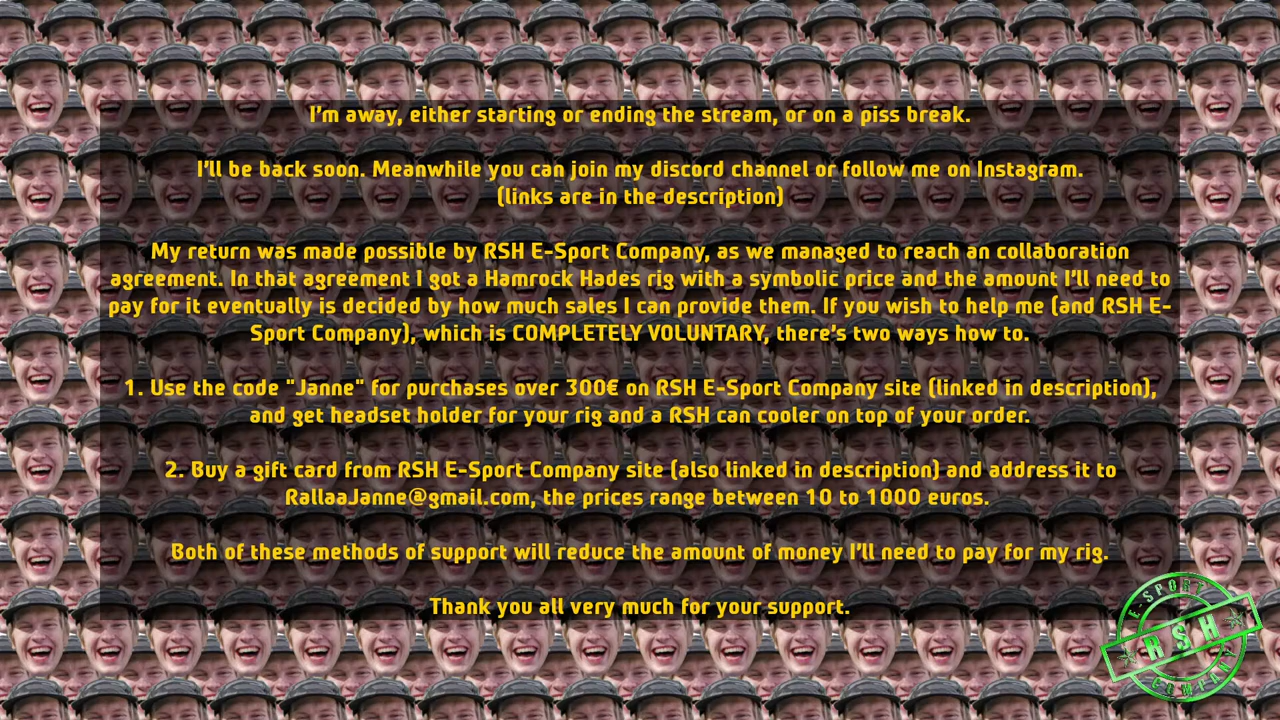 I'm away, either starting or ending the stream, or on a piss break.
I'll be back soon. Meanwhile you can join my discord channel or follow me on Instagram.
(links are in the description)
My return was made possible by RSH E-Sport Company, as we managed to reach an collaboration
agreement. In that agreement I got a Hamrock Hades rig with a symbolic price and the amount I'll need to
pay for it eventually is decided by how much sales I can provide them. If you wish to help me (and RSH E-
Sport Company), which is COMPLETELY VOLUNTARY, there's two ways how to.
1. Use the code "Janne" for purchases over 300€ on RSH E-Sport Company site (linked in description),
and get headset holder for your rig and a RSH can cooler on top of your order.
2. Buy a gift card from RSH E-Sport Company site (also linked in description) and address it to
RallaaJanne@gmail.com, the prices range between 10 to 1000 euros.
Both of these methods of support will reduce the amount of money I'll need to pay for my rig.
Thank you all very much for your support.
E-SPORT
RSH
COMPANY